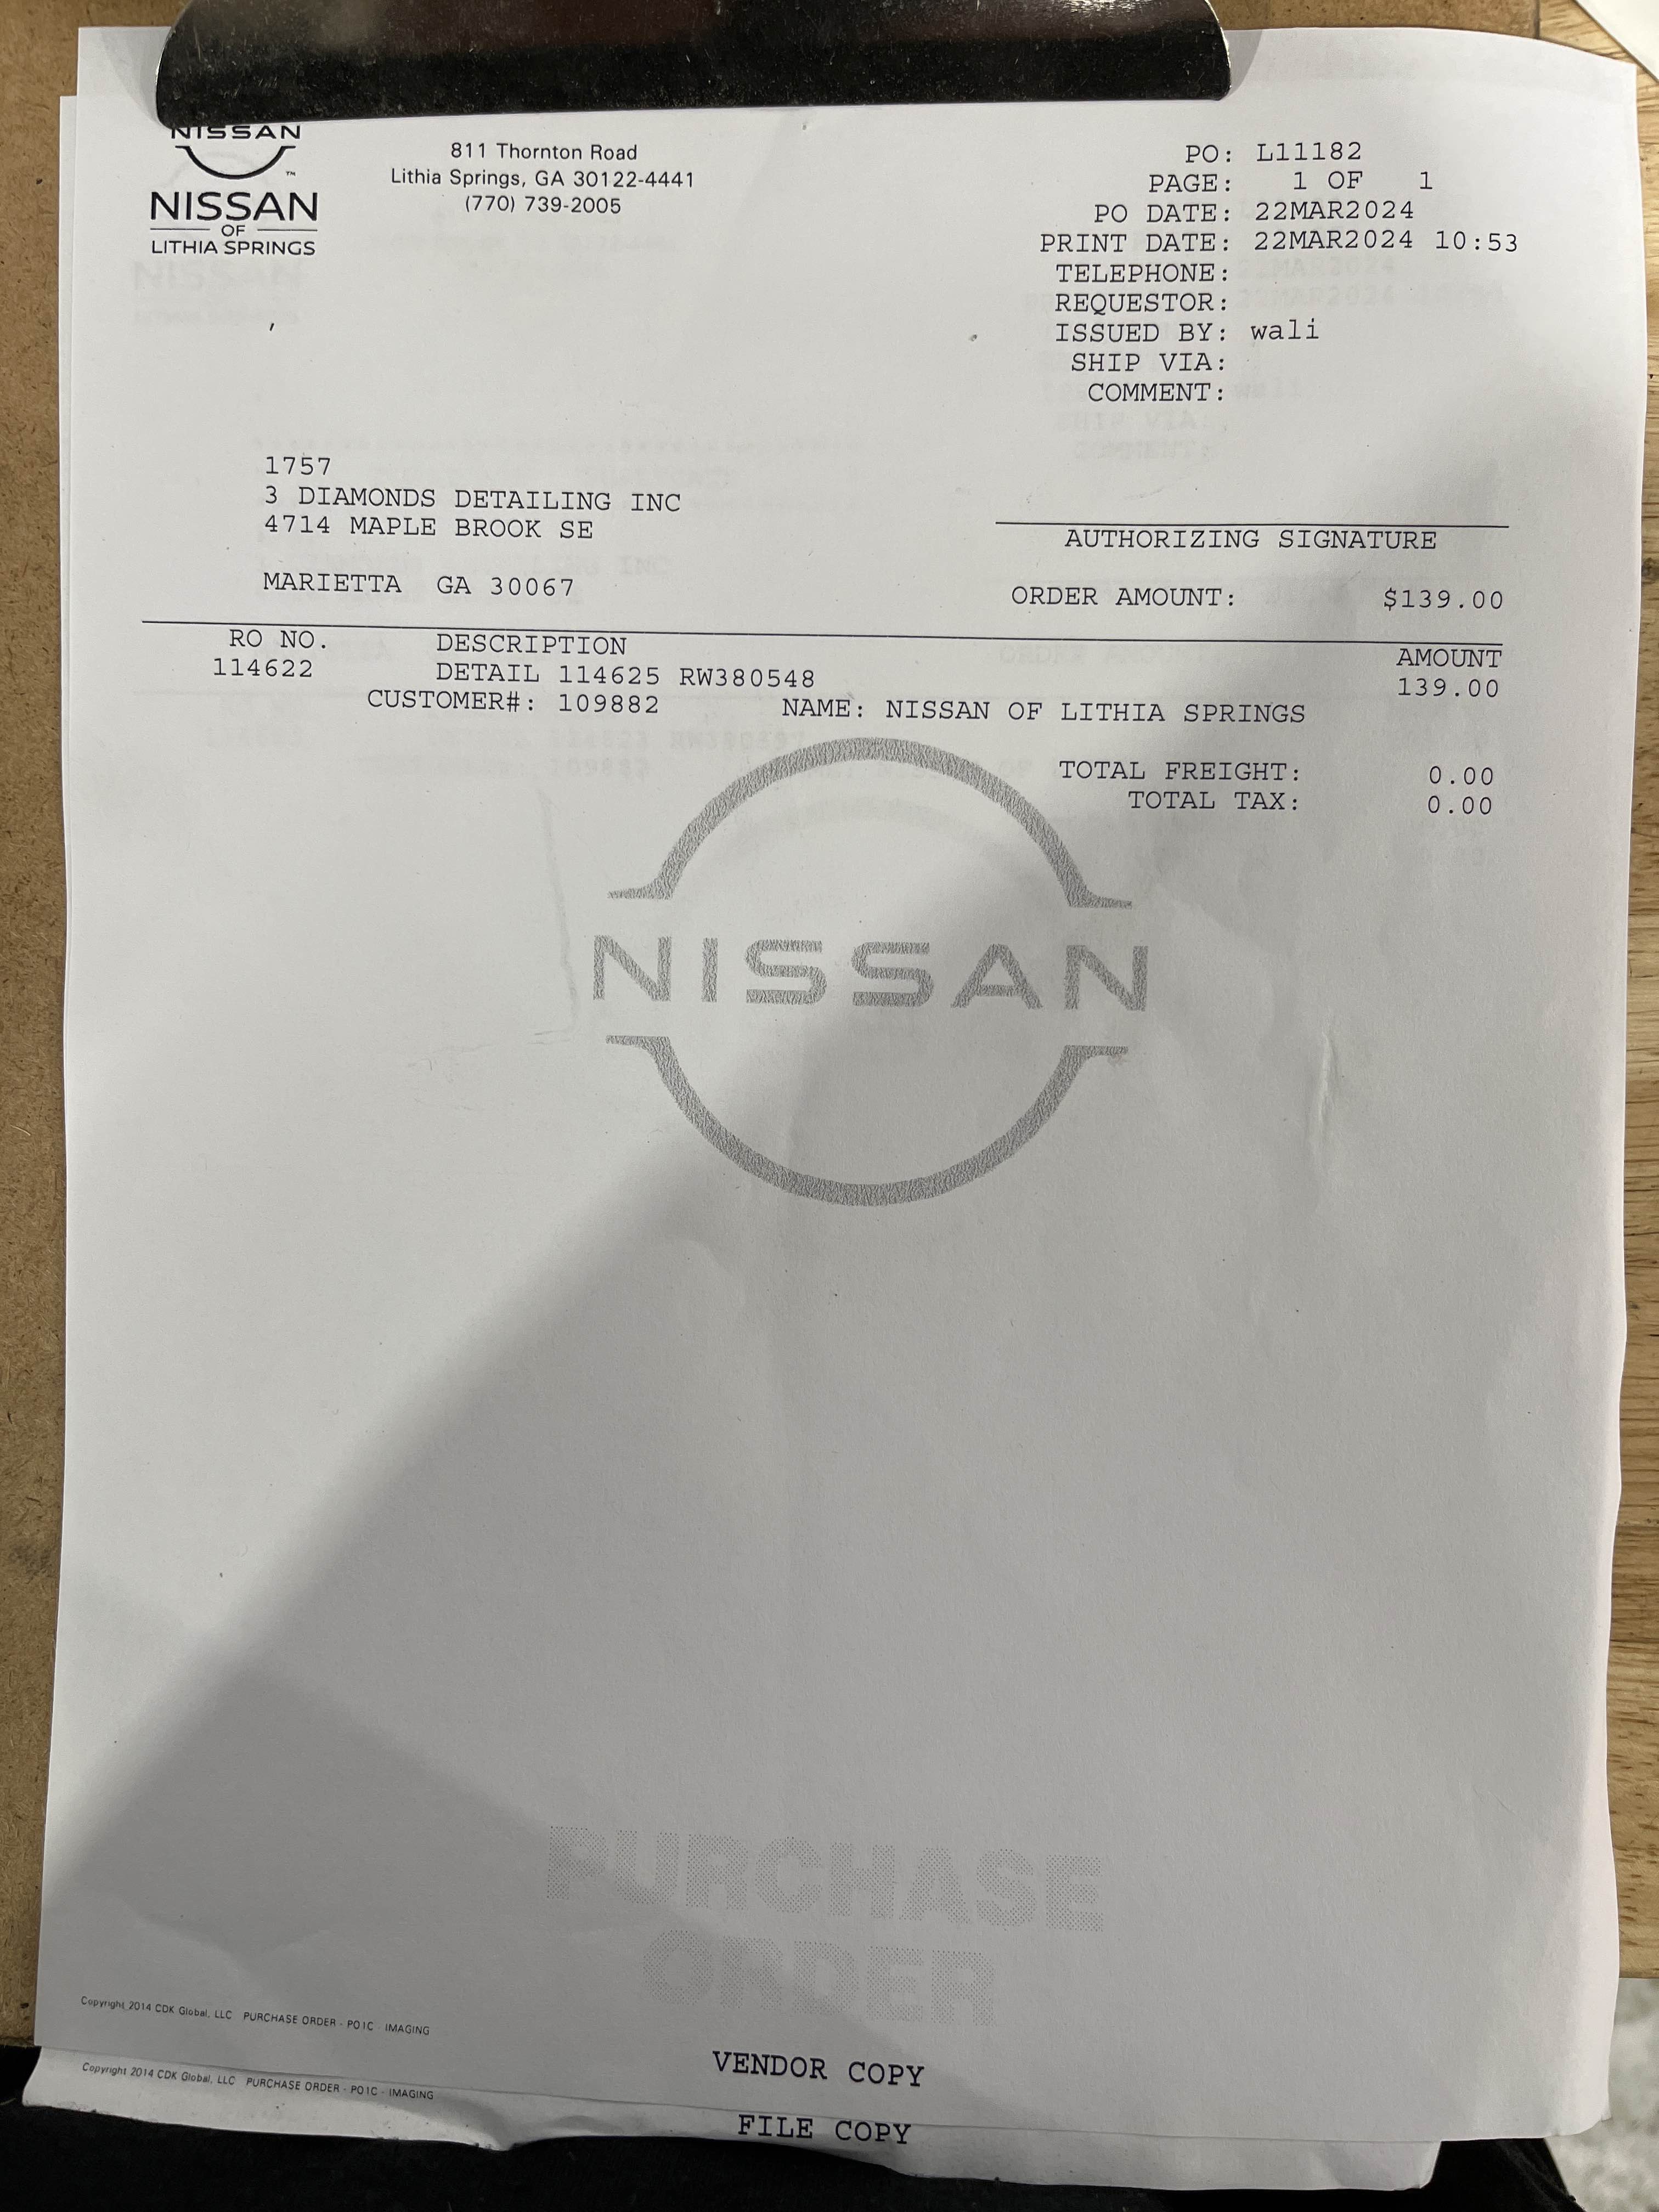 NISSAN
NISSAN
OF
LITHIA SPRINGS
811 Thornton Road
Lithia Springs, GA 30122-4441
(770) 739-2005
PO: L11182
PAGE: 1 OF 1
PO DATE: 22MAR2024
PRINT DATE: 22MAR2024 10:53
TELEPHONE:
REQUESTOR:
ISSUED BY: wali
SHIP VIA:
COMMENT:
,
1757
3 DIAMONDS DETAILING INC
4714 MAPLE BROOK SE
MARIETTA GA 30067
AUTHORIZING SIGNATURE
ORDER AMOUNT: $139.00
RO NO. DESCRIPTION AMOUNT
114622 DETAIL 114625 RW380548 139.00
CUSTOMER#: 109882 NAME: NISSAN OF LITHIA SPRINGS
TOTAL FREIGHT: 0.00
TOTAL TAX: 0.00
NISSAN
PURCHASE
ORDER
Copyright 2014 CDK Global, LLC PURCHASE ORDER - PO1C - IMAGING
VENDOR COPY
Copyright 2014 CDK Global, LLC PURCHASE ORDER - PO1C - IMAGING
FILE COPY